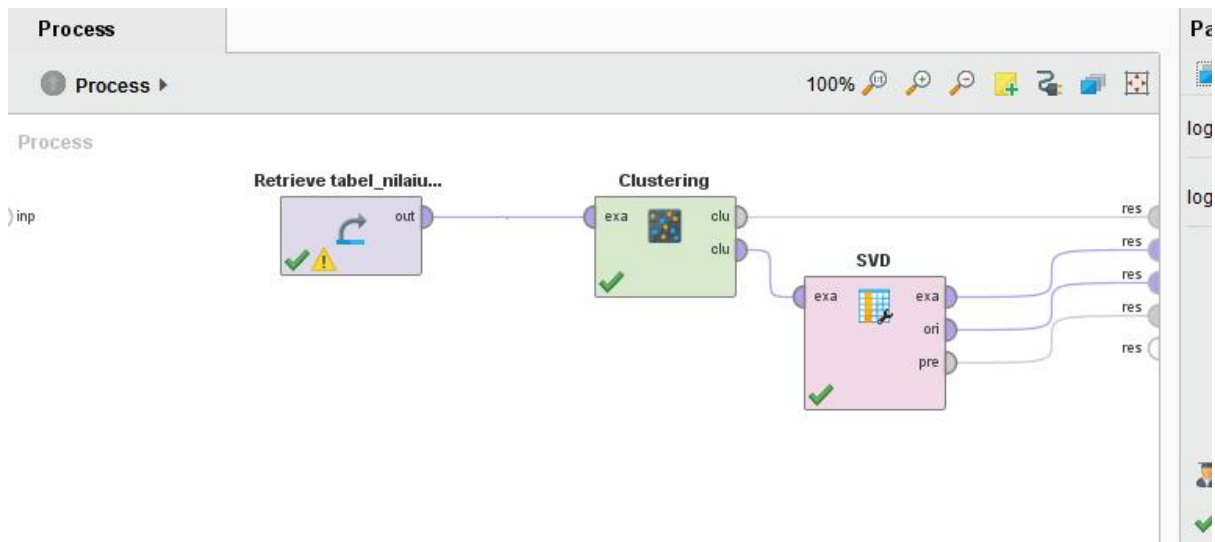 Process
Pa
Process
100%
Process
log
log
Retrieve tabel_nilaiu...
Clustering
inp
out
exa
clu
clu
res
res
res
res
res
SVD
exa
exa
ori
pre